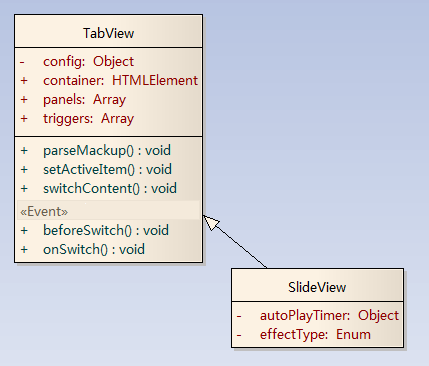 TabView
- config: Object
+ container: HTMLElement
+ panels: Array
+ triggers: Array
+ parseMackup() : void
+ setActiveItem() : void
+ switchContent() : void
«Event»
+ beforeSwitch() : void
+ onSwitch() : void
SlideView
- autoPlayTimer: Object
- effectType: Enum